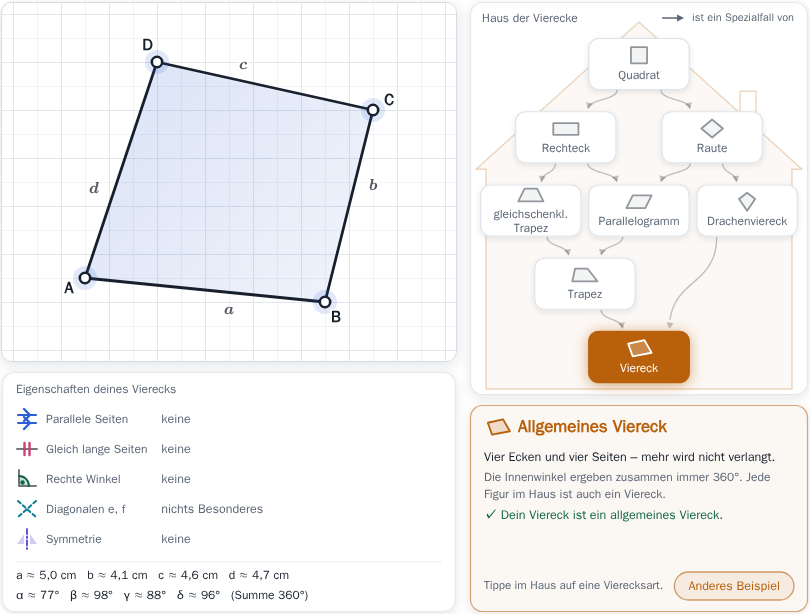 D
c
C
d
b
A
a
B
Haus der Vierecke
ist ein Spezialfall von
Quadrat
Rechteck
Raute
gleichschenkl.
Trapez
Parallelogramm
Drachenviereck
Trapez
Viereck
Eigenschaften deines Vierecks
Parallele Seiten keine
Gleich lange Seiten keine
Rechte Winkel keine
Diagonalen e, f nichts Besonderes
Symmetrie keine
a ≈ 5,0 cm b ≈ 4,1 cm c ≈ 4,6 cm d ≈ 4,7 cm
α ≈ 77° β ≈ 98° γ ≈ 88° δ ≈ 96° (Summe 360°)
Allgemeines Viereck
Vier Ecken und vier Seiten – mehr wird nicht verlangt.
Die Innenwinkel ergeben zusammen immer 360°. Jede
Figur im Haus ist auch ein Viereck.
✓ Dein Viereck ist ein allgemeines Viereck.
Tippe im Haus auf eine Vierecksart.
Anderes Beispiel